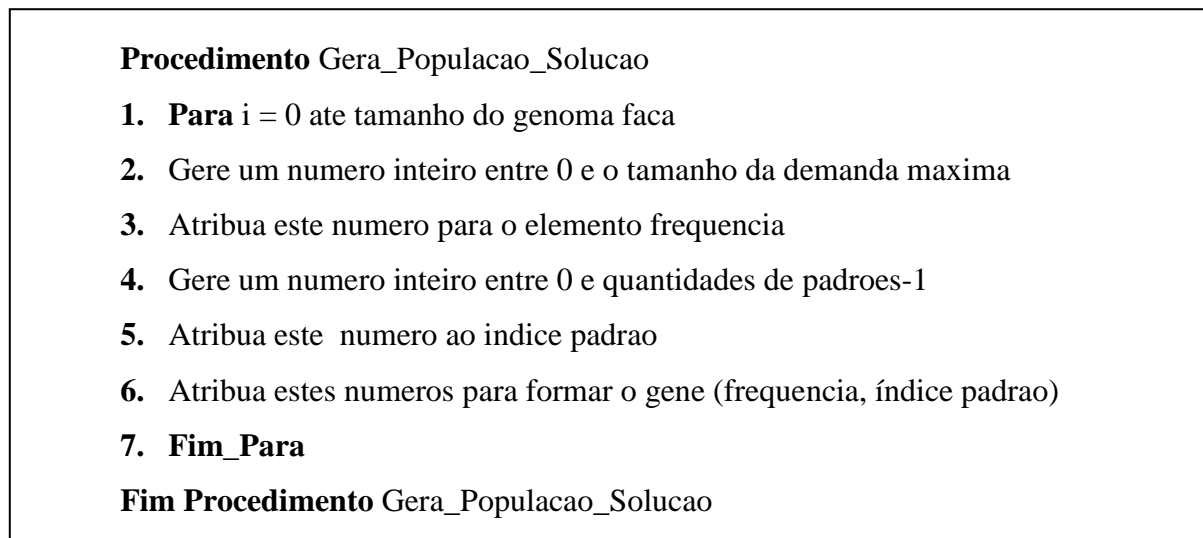 Procedimento Gera_Populacao_Solucao
1. Para i = 0 ate tamanho do genoma faca
2. Gere um numero inteiro entre 0 e o tamanho da demanda maxima
3. Atribua este numero para o elemento frequencia
4. Gere um numero inteiro entre 0 e quantidades de padroes-1
5. Atribua este  numero ao indice padrao
6. Atribua estes numeros para formar o gene (frequencia, índice padrao)
7. Fim_Para
Fim Procedimento Gera_Populacao_Solucao